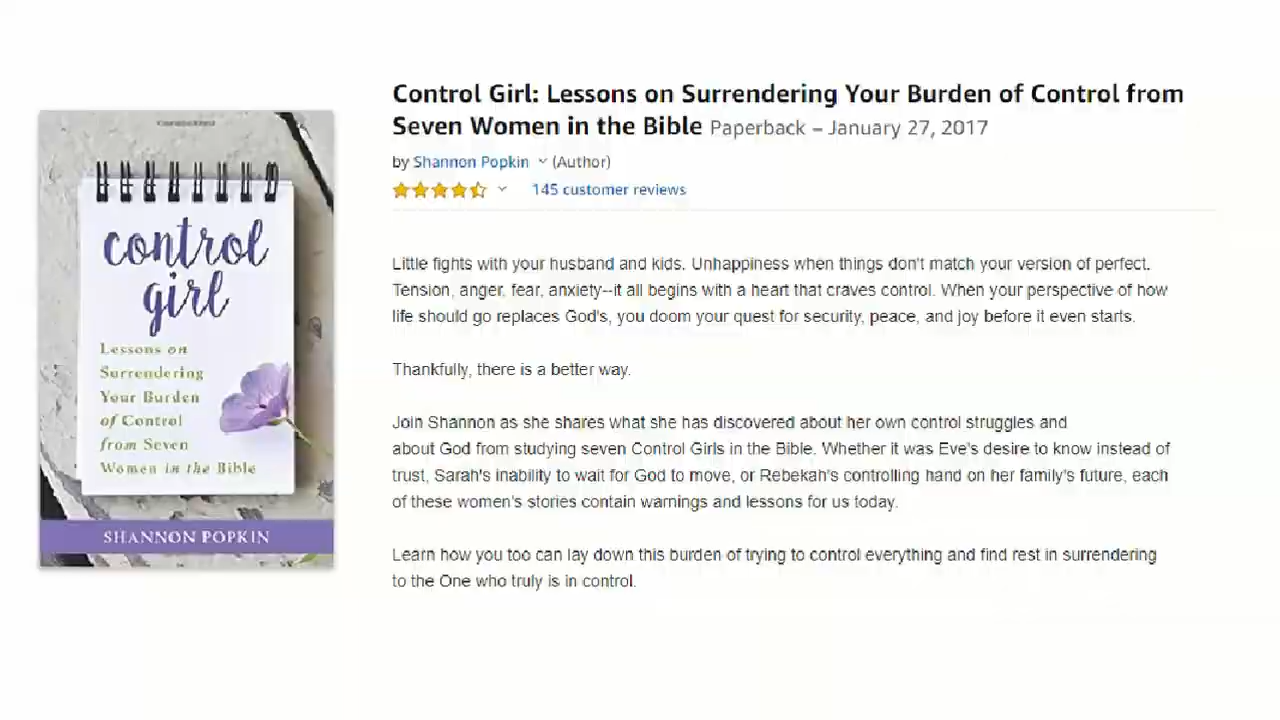 control
girl
Lessons on
Surrendering
Your Burden
of Control
from Seven
Women in the Bible
SHANNON POPKIN
Control Girl: Lessons on Surrendering Your Burden of Control from
Seven Women in the Bible Paperback – January 27, 2017
by Shannon Popkin (Author)
145 customer reviews
Little fights with your husband and kids. Unhappiness when things don't match your version of perfect.
Tension, anger, fear, anxiety--it all begins with a heart that craves control. When your perspective of how
life should go replaces God's, you doom your quest for security, peace, and joy before it even starts.
Thankfully, there is a better way.
Join Shannon as she shares what she has discovered about her own control struggles and
about God from studying seven Control Girls in the Bible. Whether it was Eve's desire to know instead of
trust, Sarah's inability to wait for God to move, or Rebekah's controlling hand on her family's future, each
of these women's stories contain warnings and lessons for us today.
Learn how you too can lay down this burden of trying to control everything and find rest in surrendering
to the One who truly is in control.